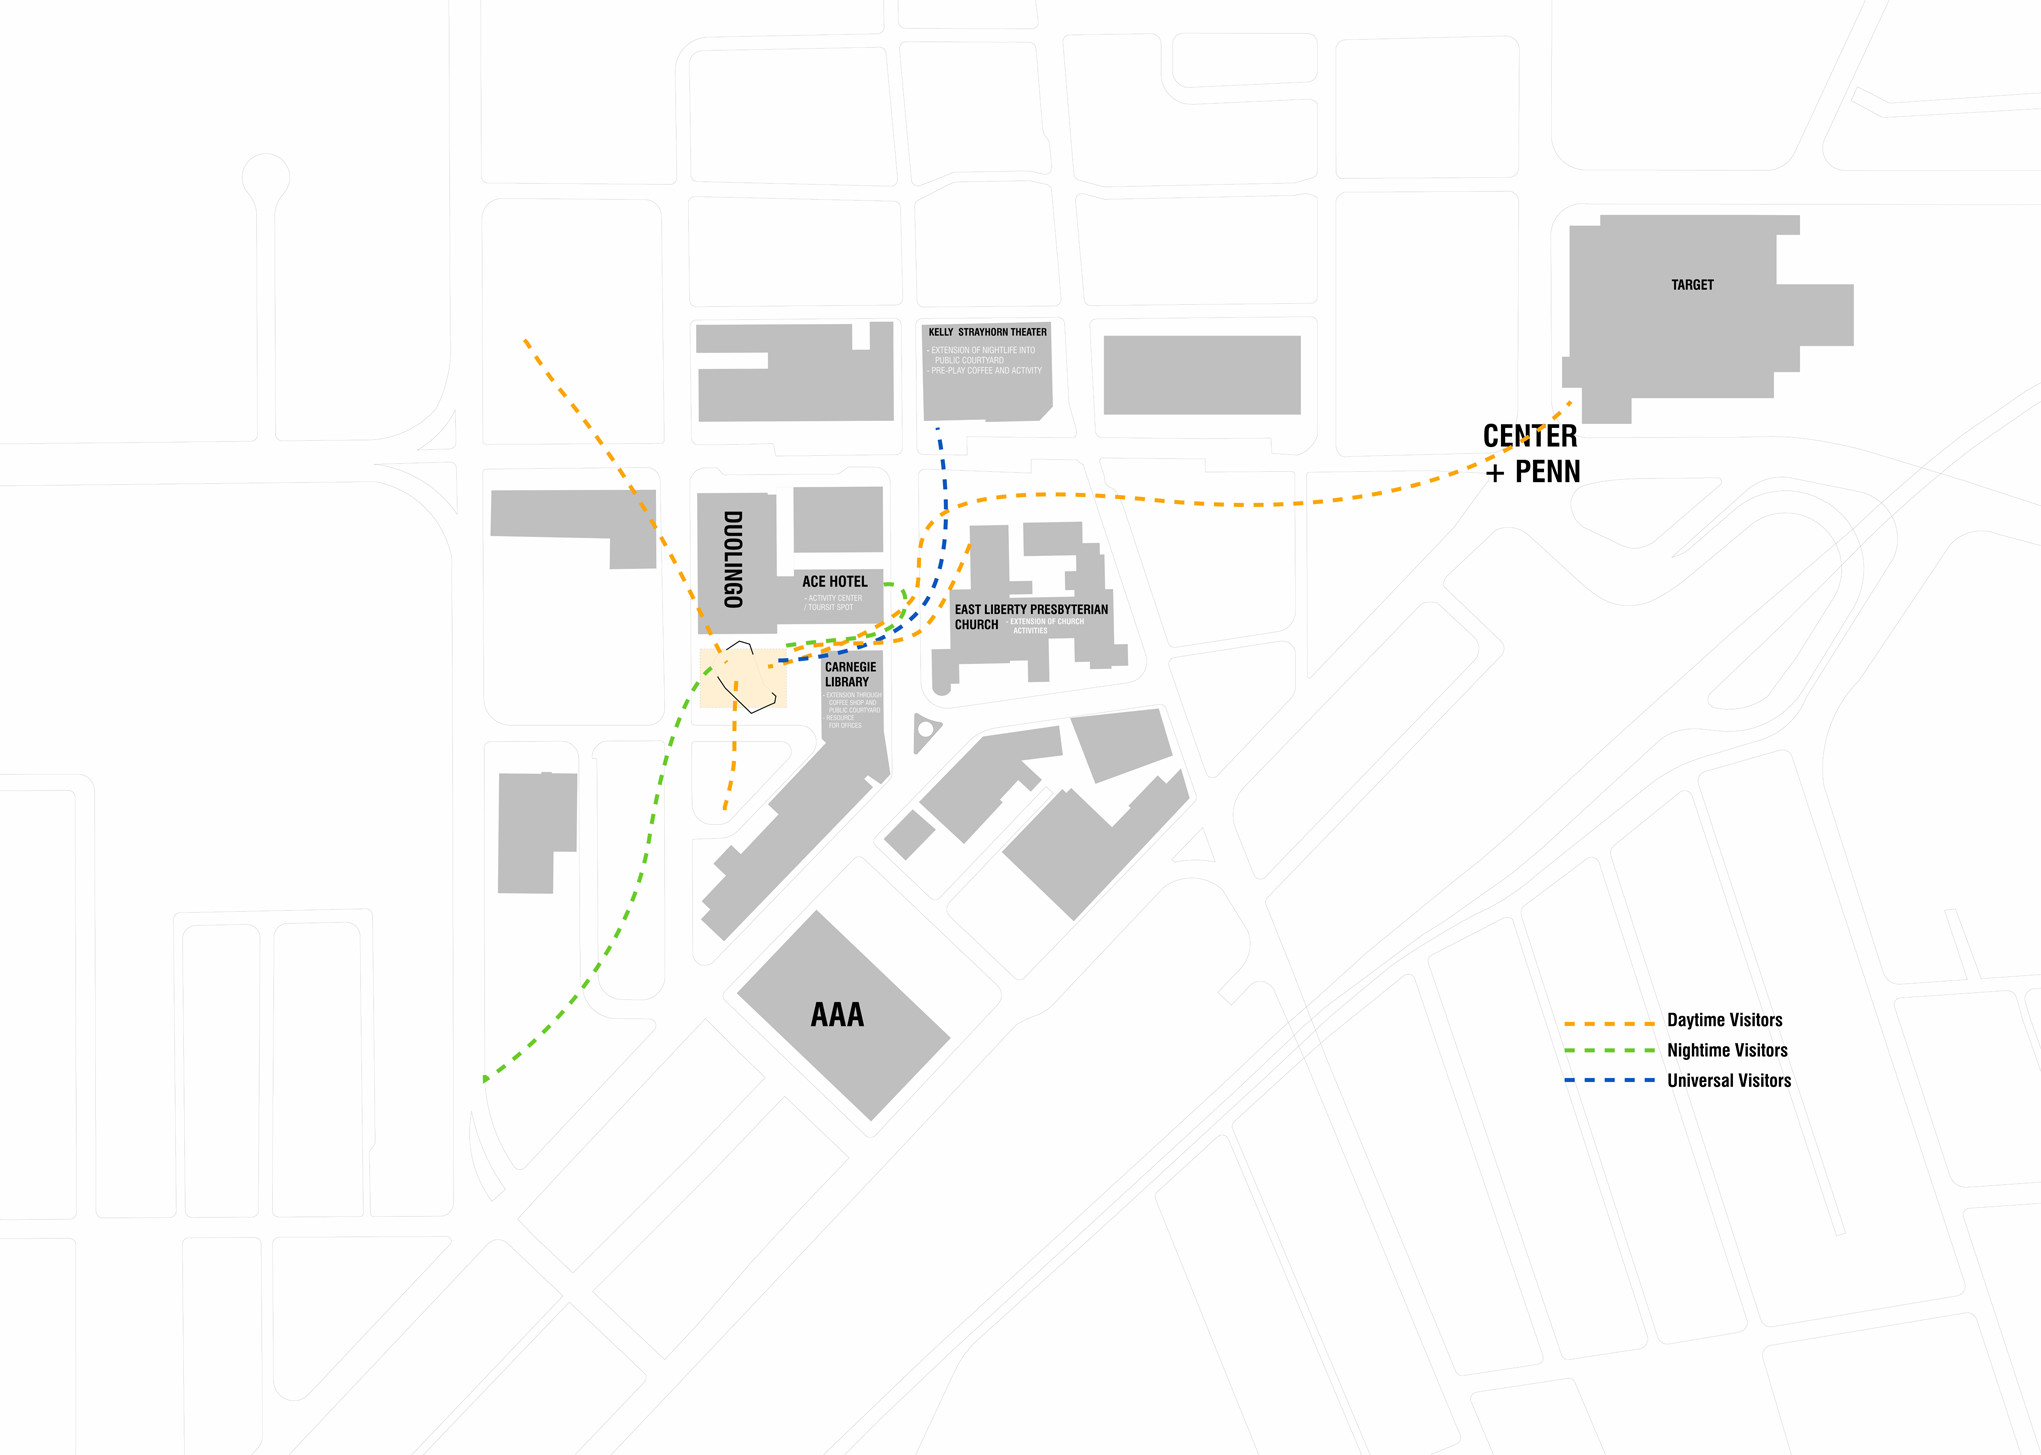 TARGET
KELLY STRAYHORN THEATER
- EXTENSION OF NIGHTLIFE INTO
PUBLIC COURTYARD
- PRE-PLAY COFFEE AND ACTIVITY
CENTER
+ PENN
DUOLINGO
ACE HOTEL
- ACTIVITY CENTER
/ TOURSIT SPOT
EAST LIBERTY PRESBYTERIAN
CHURCH - EXTENSION OF CHURCH
ACTIVITIES
CARNEGIE
LIBRARY
- EXTENSION THROUGH
COFFEE SHOP AND
PUBLIC COURTYARD
- RESOURCE
FOR OFFICES
AAA
Daytime Visitors
Nightime Visitors
Universal Visitors